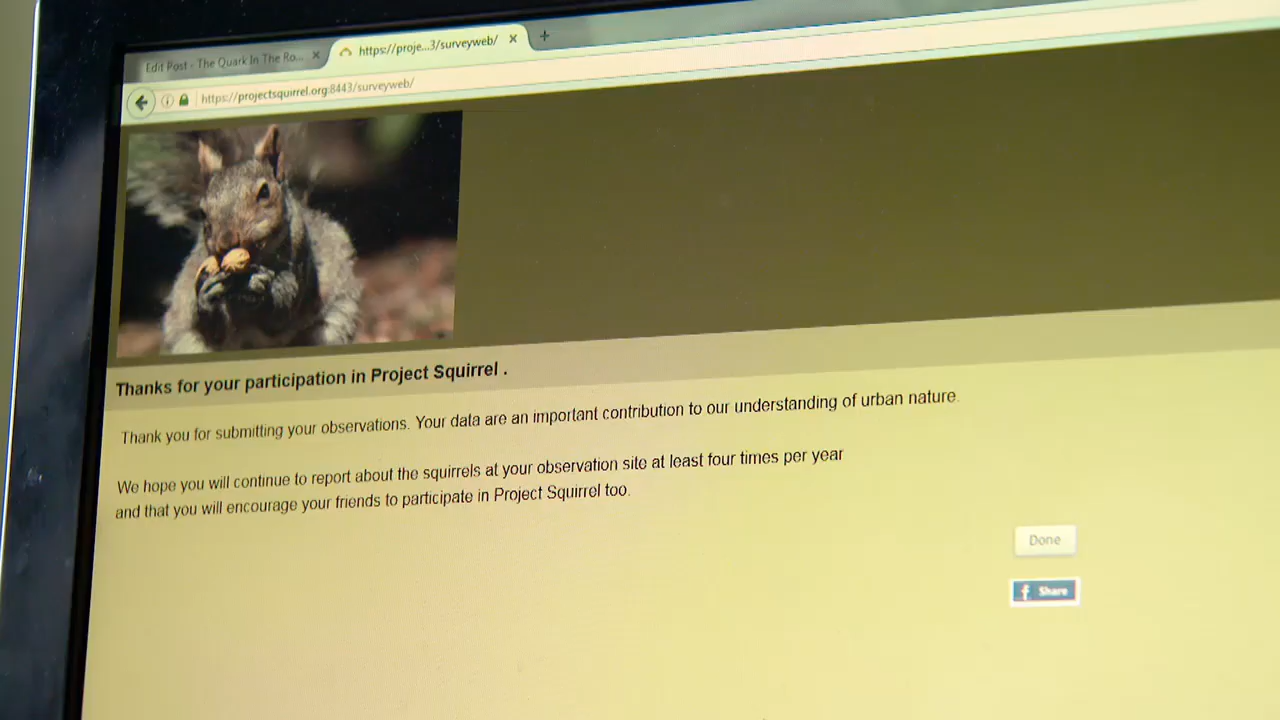 Edit Post - The Quark In The Ro...
https://proje...3/surveyweb/
https://projectsquirrel.org:8443/surveyweb/
Thanks for your participation in Project Squirrel .
Thank you for submitting your observations. Your data are an important contribution to our understanding of urban nature.
We hope you will continue to report about the squirrels at your observation site at least four times per year
and that you will encourage your friends to participate in Project Squirrel too.
Done
f Share